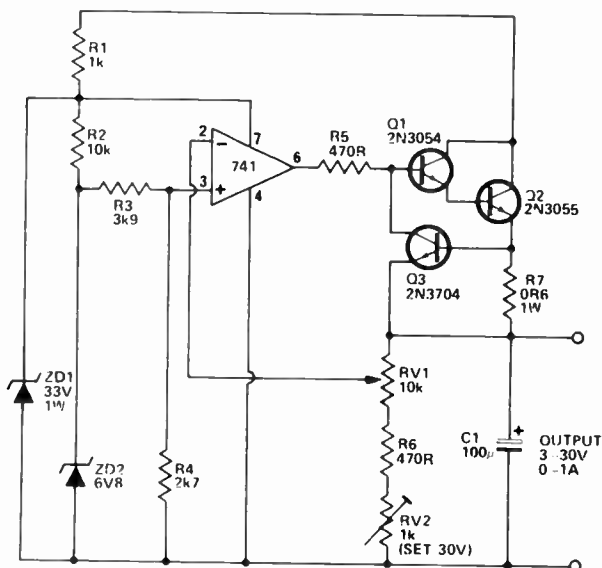 R1
1k
R2
10k
2
3
7
741
4
6
R5
470R
Q1
2N3054
Q2
2N3055
R3
3k9
Q3
2N3704
R7
0R6
1W
RV1
10k
ZD1
33V
1W
ZD2
6V8
R4
2k7
R6
470R
RV2
1k
(SET 30V)
C1
100µ
+
OUTPUT
3-30V
0-1A